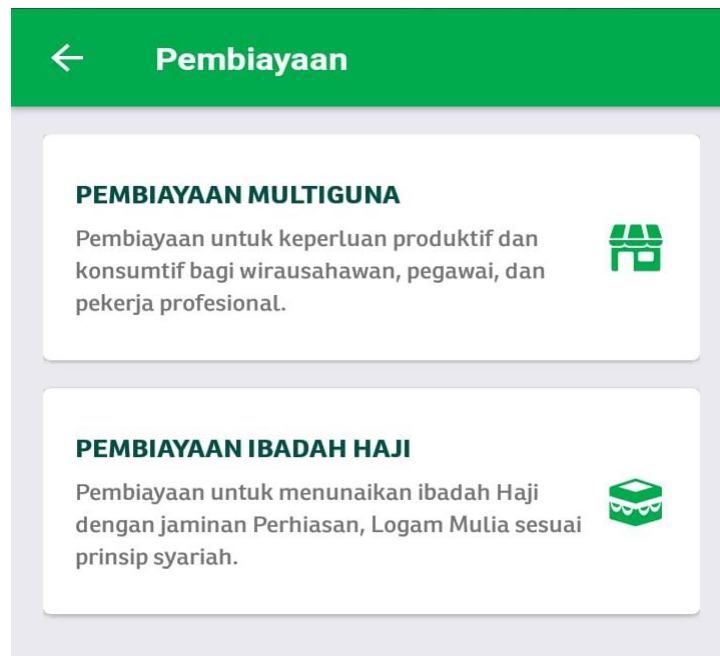 Pembiayaan
PEMBIAYAAN MULTIGUNA
Pembiayaan untuk keperluan produktif dan
konsumtif bagi wirausahawan, pegawai, dan
pekerja profesional.
PEMBIAYAAN IBADAH HAJI
Pembiayaan untuk menunaikan ibadah Haji
dengan jaminan Perhiasan, Logam Mulia sesuai
prinsip syariah.